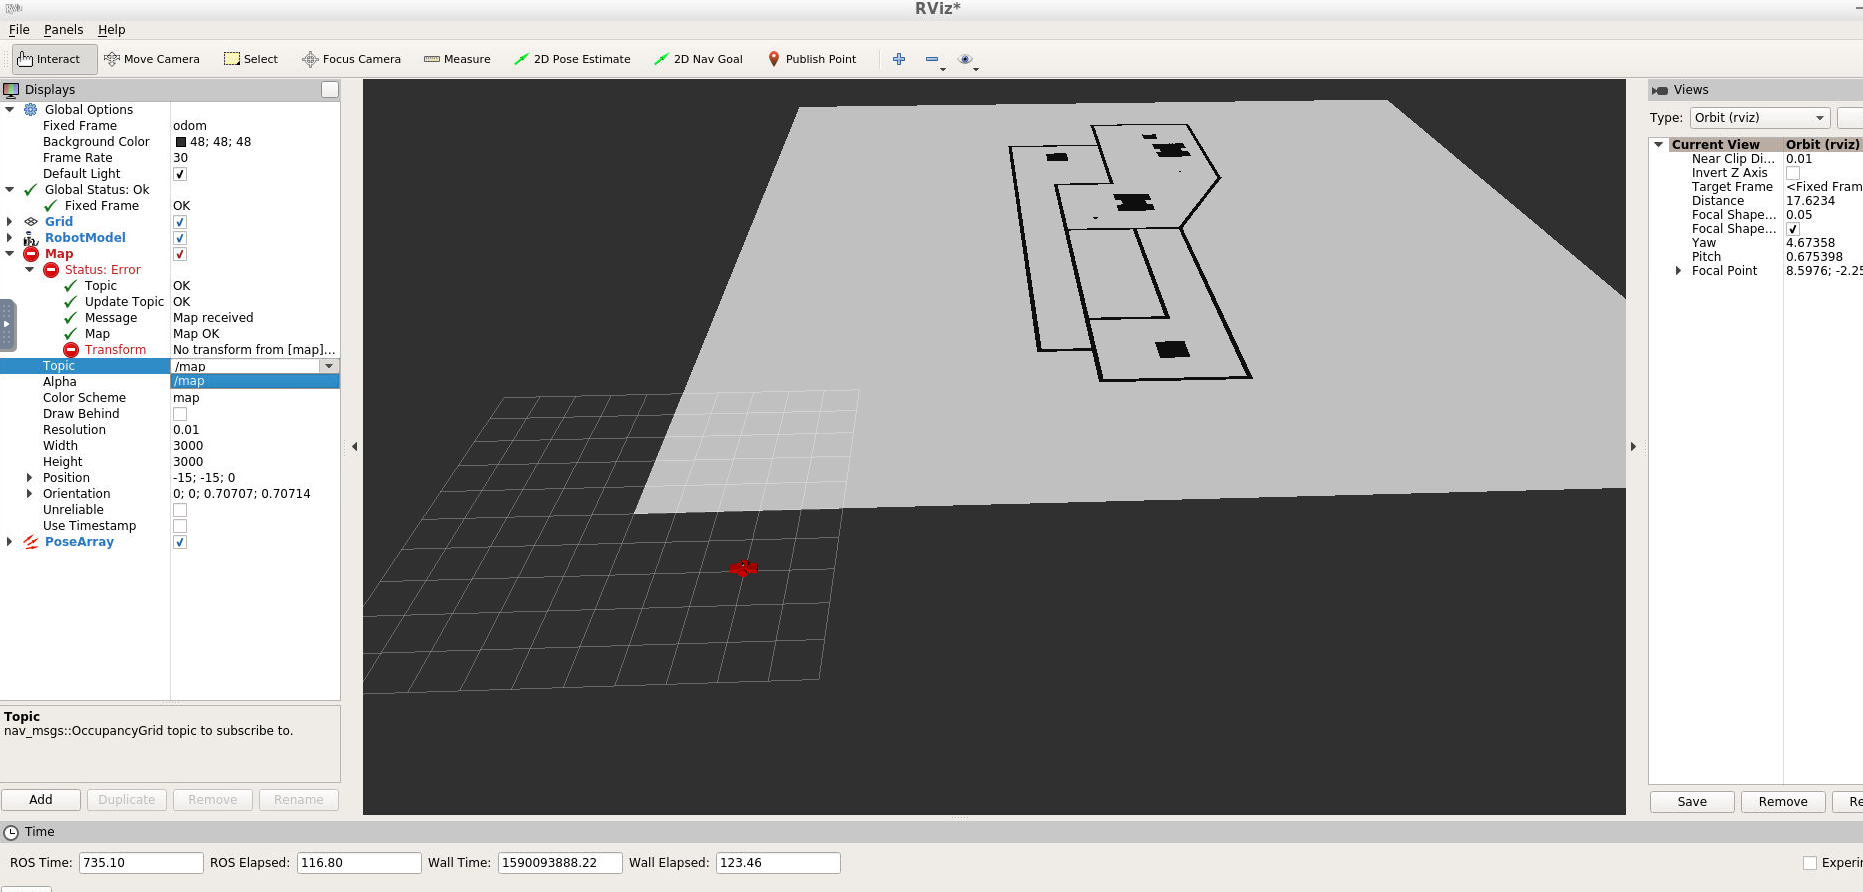 RViz*
File Panels Help
Interact Move Camera Select Focus Camera Measure 2D Pose Estimate 2D Nav Goal Publish Point
Displays
Global Options
Fixed Frame odom
Background Color 48; 48; 48
Frame Rate 30
Default Light
Global Status: Ok
Fixed Frame OK
Grid
RobotModel
Map
Status: Error
Topic OK
Update Topic OK
Message Map received
Map Map OK
Transform No transform from [map]...
Topic /map
Alpha /map
Color Scheme map
Draw Behind
Resolution 0.01
Width 3000
Height 3000
Position -15; -15; 0
Orientation 0; 0; 0.70707; 0.70714
Unreliable
Use Timestamp
PoseArray
Topic
nav_msgs::OccupancyGrid topic to subscribe to.
Add Duplicate Remove Rename
Views
Type: Orbit (rviz)
Current View Orbit (rviz)
Near Clip Di... 0.01
Invert Z Axis
Target Frame <Fixed Fram
Distance 17.6234
Focal Shape... 0.05
Focal Shape...
Yaw 4.67358
Pitch 0.675398
Focal Point 8.5976; -2.25
Save Remove Re
Time
ROS Time: 735.10 ROS Elapsed: 116.80 Wall Time: 1590093888.22 Wall Elapsed: 123.46 Experi